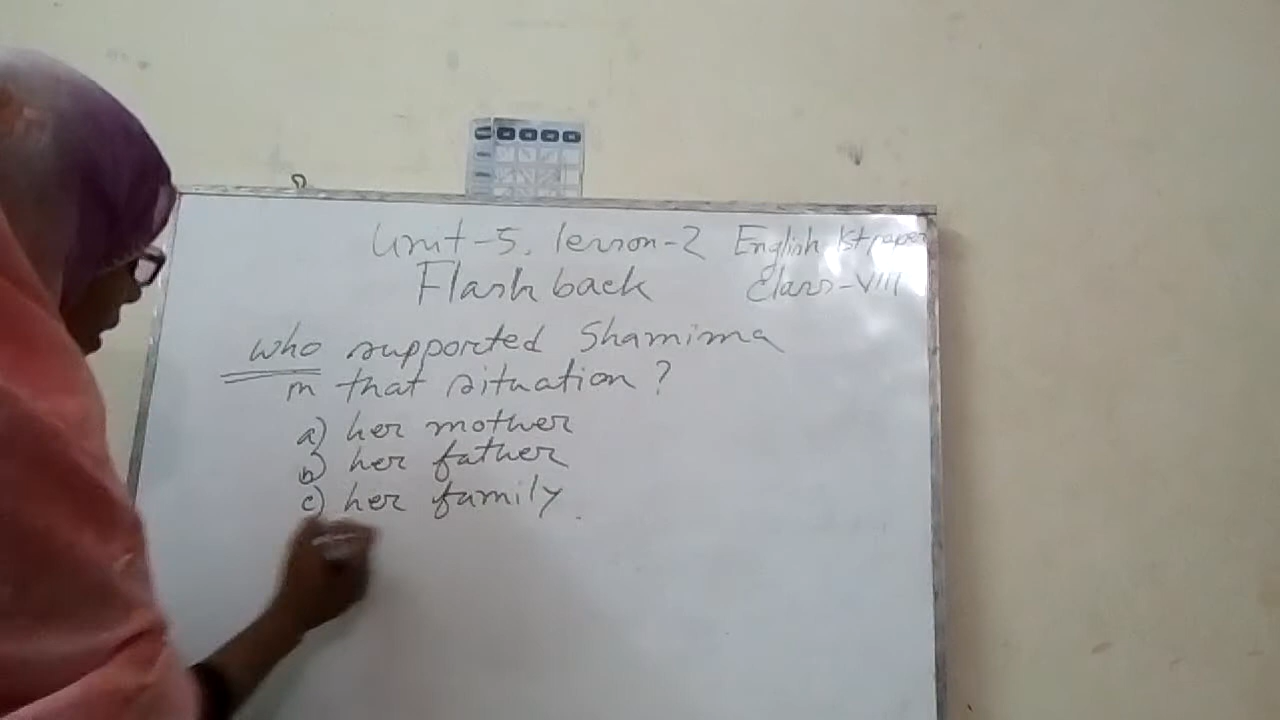 Unit-5, lesson-2 English 1st paper
Flash back Class-VIII
who supported Shamima
in that situation?
a) her mother
b) her father
c) her family.